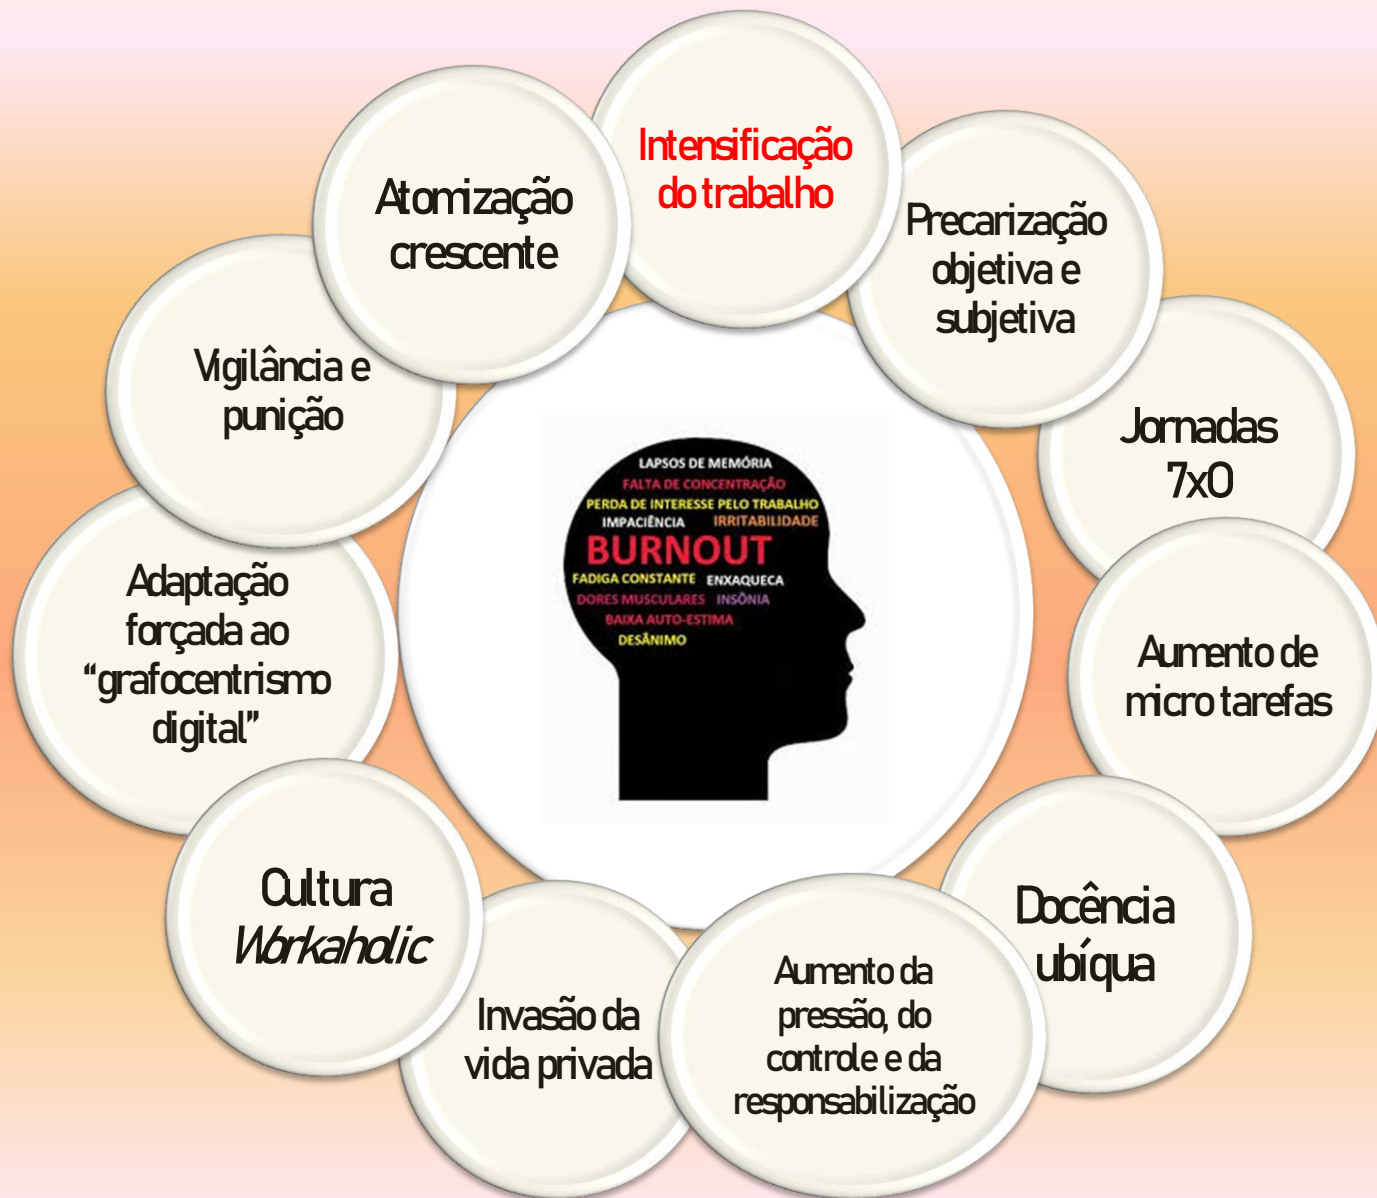 Intensificação
do trabalho
Precarização
objetiva e
subjetiva
Jornadas
7x0
Aumento de
micro tarefas
Docência
ubíqua
Aumento da
pressão, do
controle e da
responsabilização
Invasão da
vida privada
Cultura
Workaholic
Adaptação
forçada ao
“grafocentrismo
digital”
Vigilância e
punição
Atomização
crescente
LAPSOS DE MEMÓRIA
FALTA DE CONCENTRAÇÃO
PERDA DE INTERESSE PELO TRABALHO
IMPACIÊNCIA IRRITABILIDADE
BURNOUT
FADIGA CONSTANTE ENXAQUECA
DORES MUSCULARES INSÔNIA
BAIXA AUTO-ESTIMA
DESÂNIMO